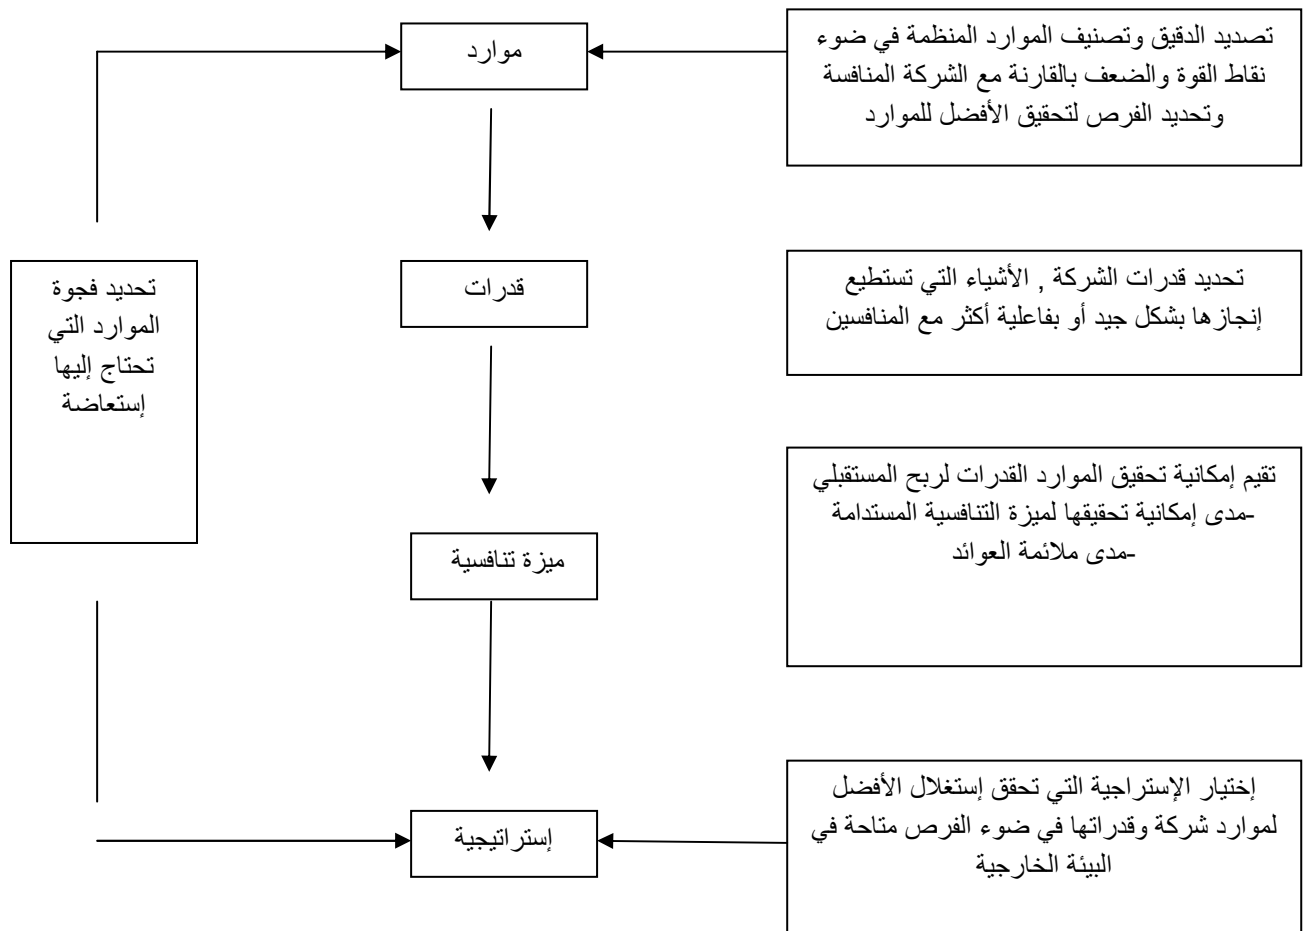 موارد
تصديد الدقيق وتصنيف الموارد المنظمة في ضوء
نقاط القوة والضعف بالقارنة مع الشركة المنافسة
وتحديد الفرص لتحقيق الأفضل للموارد
قدرات
تحديد قدرات الشركة , الأشياء التي تستطيع
إنجازها بشكل جيد أو بفاعلية أكثر مع المنافسين
تحديد فجوة
الموارد التي
تحتاج إليها
إستعاضة
تقيم إمكانية تحقيق الموارد القدرات لربح المستقبلي
-مدى إمكانية تحقيقها لميزة التنافسية المستدامة
-مدى ملائمة العوائد
ميزة تنافسية
إختيار الإستراجية التي تحقق إستغلال الأفضل
لموارد شركة وقدراتها في ضوء الفرص متاحة في
البيئة الخارجية
إستراتيجية